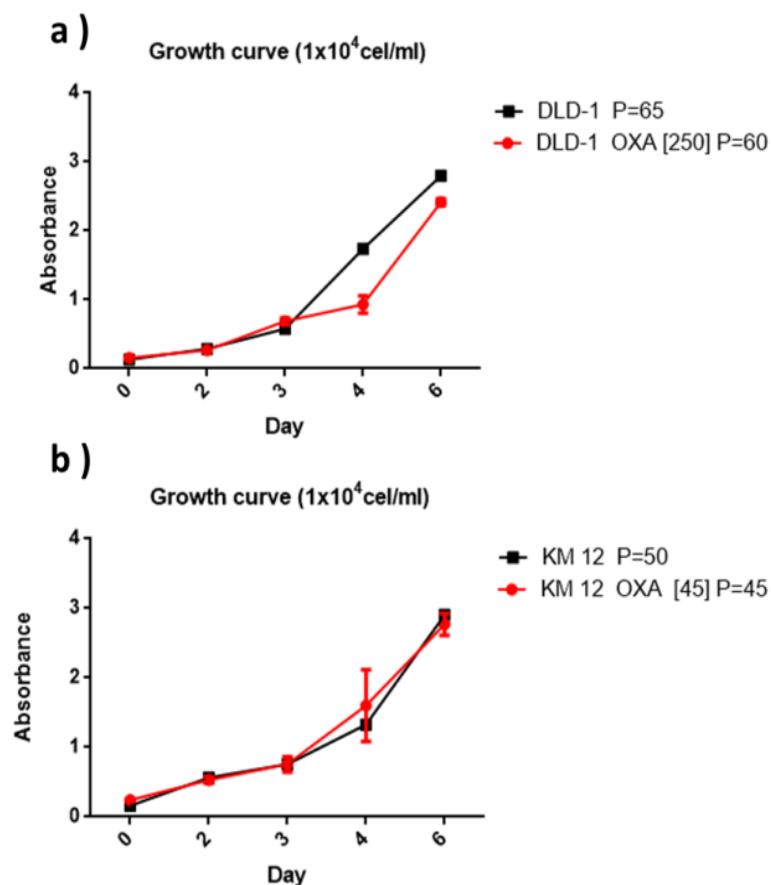 a )
Growth curve (1x10⁴cel/ml)
4
3
2
1
0
Absorbance
0 2 3 4 6
Day
DLD-1 P=65
DLD-1 OXA [250] P=60
b )
Growth curve (1x10⁴cel/ml)
4
3
2
1
0
Absorbance
0 2 3 4 6
Day
KM 12 P=50
KM 12 OXA [45] P=45